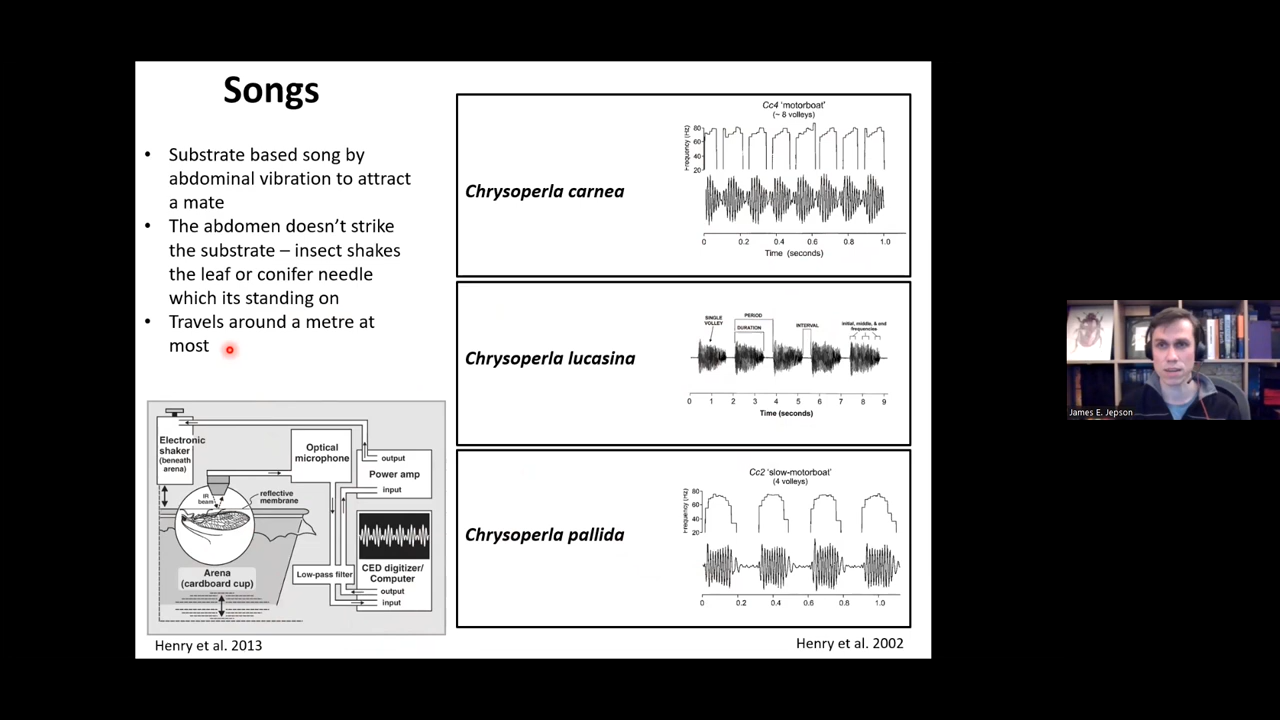 Songs
• Substrate based song by
abdominal vibration to attract
a mate
• The abdomen doesn't strike
the substrate – insect shakes
the leaf or conifer needle
which its standing on
• Travels around a metre at
most
Electronic
shaker
(beneath
arena)
Optical
microphone
output
Power amp
input
IR
beam
reflective
membrane
Arena
(cardboard cup)
Low-pass filter
CED digitizer/
Computer
output
input
Henry et al. 2013
Chrysoperla carnea
Cc4 'motorboat'
(~ 8 volleys)
Frequency (Hz)
80
60
40
20
0 0.2 0.4 0.6 0.8 1.0
Time (seconds)
Chrysoperla lucasina
SINGLE
VOLLEY
PERIOD
DURATION
INTERVAL
initial, middle, & end
frequencies
0 1 2 3 4 5 6 7 8 9
Time (seconds)
Chrysoperla pallida
Cc2 'slow-motorboat'
(4 volleys)
Frequency (Hz)
80
60
40
20
0 0.2 0.4 0.6 0.8 1.0
Henry et al. 2002
James E. Jepson